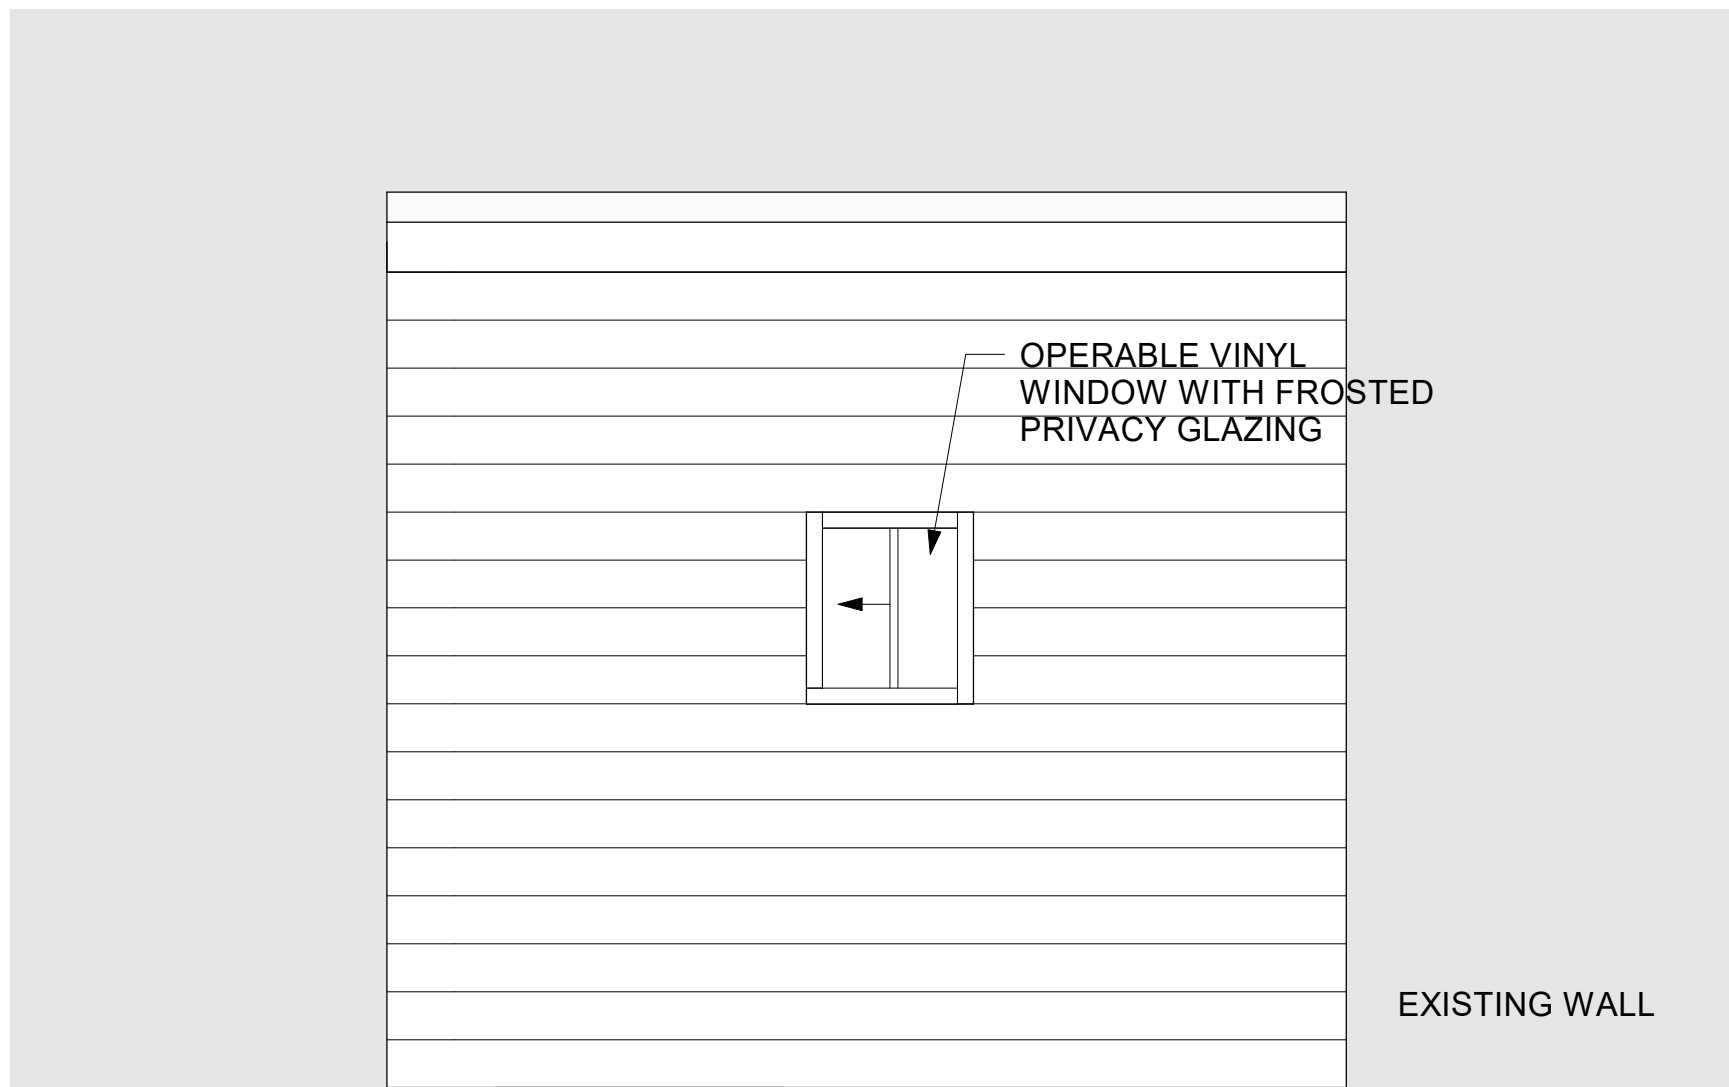 OPERABLE VINYL
WINDOW WITH FROSTED
PRIVACY GLAZING
EXISTING WALL